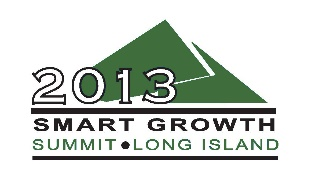 2013
SMART GROWTH
SUMMIT • LONG ISLAND